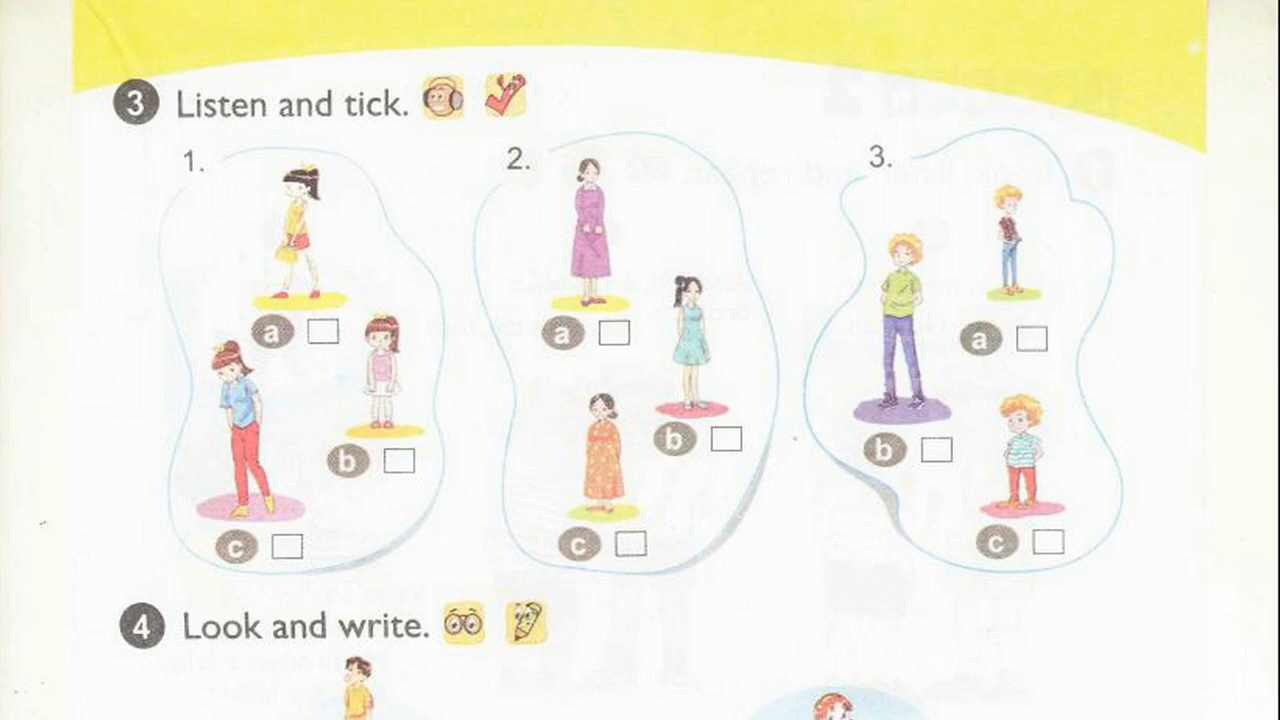 3 Listen and tick.
1.
a
b
c
2.
a
b
c
3.
a
b
c
4 Look and write.